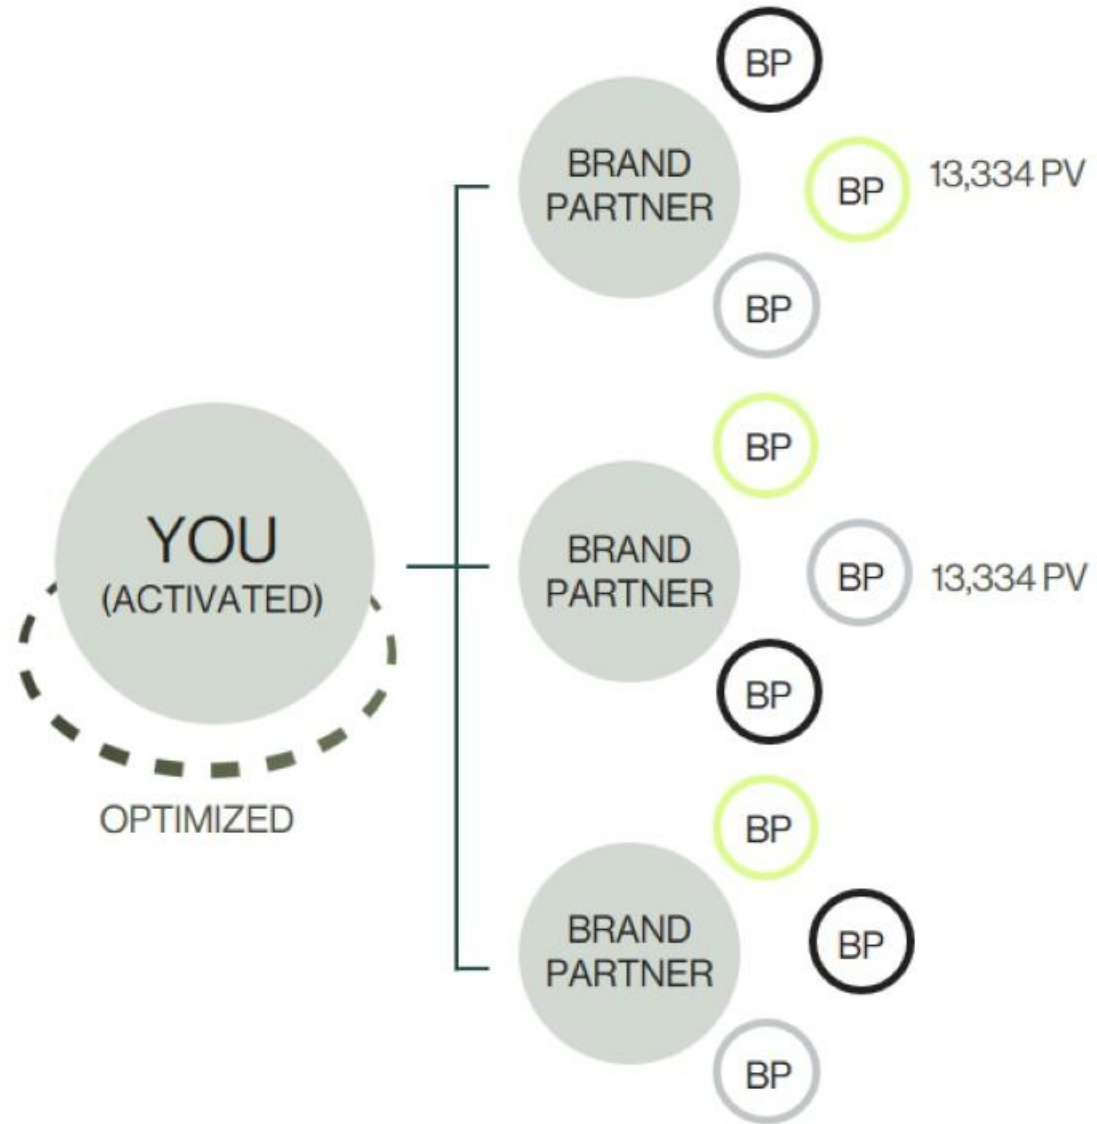 BP
BRAND
PARTNER
BP
13,334 PV
BP
BP
YOU
(ACTIVATED)
BRAND
PARTNER
BP
13,334 PV
BP
OPTIMIZED
BP
BRAND
PARTNER
BP
BP